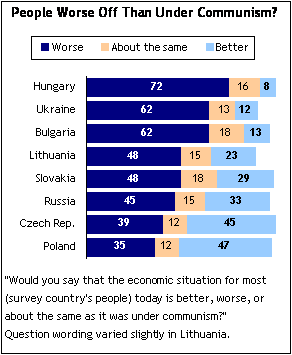 People Worse Off Than Under Communism?
Worse About the same Better
Hungary 72 16 8
Ukraine 62 13 12
Bulgaria 62 18 13
Lithuania 48 15 23
Slovakia 48 18 29
Russia 45 15 33
Czech Rep. 39 12 45
Poland 35 12 47
"Would you say that the economic situation for most
(survey country's people) today is better, worse, or
about the same as it was under communism?"
Question wording varied slightly in Lithuania.